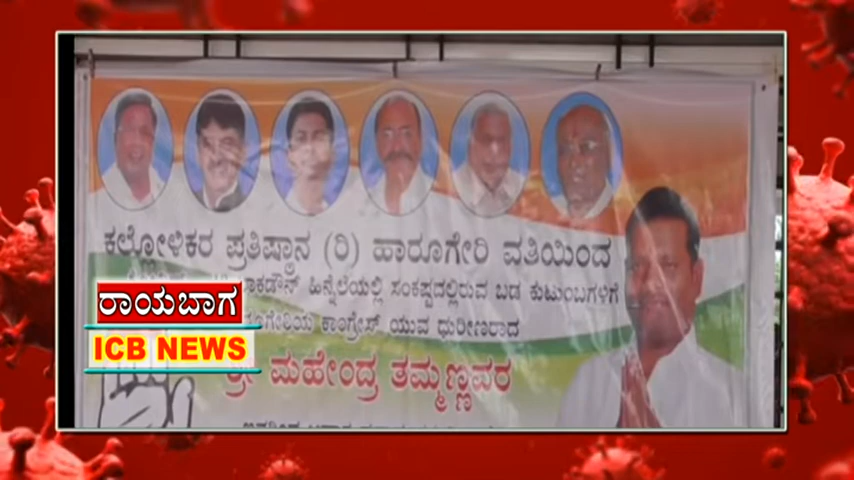 ಕಲ್ಲೋಳಿಕರ ಪ್ರತಿಷ್ಠಾನ (ರಿ) ಹಾರೂಗೇರಿ ವತಿಯಿಂದ
ಹಿನ್ನೆಲೆಯಲ್ಲಿ ಸಂಕಷ್ಟದಲ್ಲಿರುವ ಬಡ ಕುಟುಂಬಗಳಿಗೆ
ರಾಯಬಾಗ
ಕಾಂಗ್ರೆಸ್ ಯುವ ಧುರೀಣರಾದ
ICB NEWS
ಶ್ರೀ ಮಹೇಂದ್ರ ತಮ್ಮಣ್ಣವರ